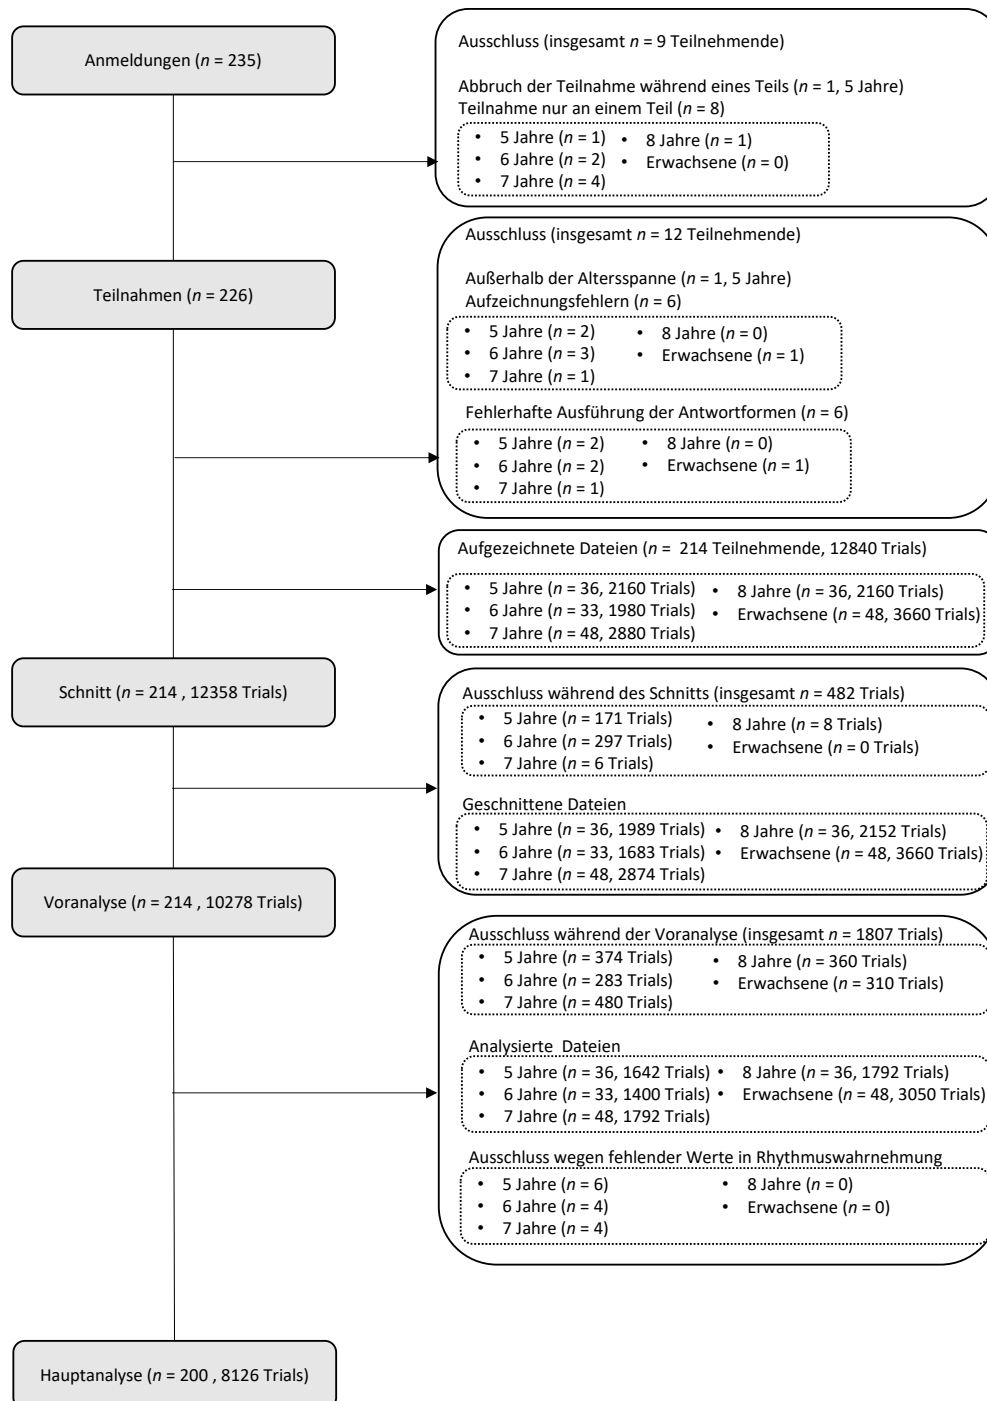 Anmeldungen (n = 235)
Ausschluss (insgesamt n = 9 Teilnehmende)
Abbruch der Teilnahme während eines Teils (n = 1, 5 Jahre)
Teilnahme nur an einem Teil (n = 8)
• 5 Jahre (n = 1)
• 6 Jahre (n = 2)
• 7 Jahre (n = 4)
• 8 Jahre (n = 1)
• Erwachsene (n = 0)
Teilnahmen (n = 226)
Ausschluss (insgesamt n = 12 Teilnehmende)
Außerhalb der Altersspanne (n = 1, 5 Jahre)
Aufzeichnungsfehlern (n = 6)
• 5 Jahre (n = 2)
• 6 Jahre (n = 3)
• 7 Jahre (n = 1)
• 8 Jahre (n = 0)
• Erwachsene (n = 1)
Fehlerhafte Ausführung der Antwortformen (n = 6)
• 5 Jahre (n = 2)
• 6 Jahre (n = 2)
• 7 Jahre (n = 1)
• 8 Jahre (n = 0)
• Erwachsene (n = 1)
Aufgezeichnete Dateien (n = 214 Teilnehmende, 12840 Trials)
• 5 Jahre (n = 36, 2160 Trials)
• 6 Jahre (n = 33, 1980 Trials)
• 7 Jahre (n = 48, 2880 Trials)
• 8 Jahre (n = 36, 2160 Trials)
• Erwachsene (n = 48, 3660 Trials)
Schnitt (n = 214 , 12358 Trials)
Ausschluss während des Schnitts (insgesamt n = 482 Trials)
• 5 Jahre (n = 171 Trials)
• 6 Jahre (n = 297 Trials)
• 7 Jahre (n = 6 Trials)
• 8 Jahre (n = 8 Trials)
• Erwachsene (n = 0 Trials)
Geschnittene Dateien
• 5 Jahre (n = 36, 1989 Trials)
• 6 Jahre (n = 33, 1683 Trials)
• 7 Jahre (n = 48, 2874 Trials)
• 8 Jahre (n = 36, 2152 Trials)
• Erwachsene (n = 48, 3660 Trials)
Voranalyse (n = 214 , 10278 Trials)
Ausschluss während der Voranalyse (insgesamt n = 1807 Trials)
• 5 Jahre (n = 374 Trials)
• 6 Jahre (n = 283 Trials)
• 7 Jahre (n = 480 Trials)
• 8 Jahre (n = 360 Trials)
• Erwachsene (n = 310 Trials)
Analysierte Dateien
• 5 Jahre (n = 36, 1642 Trials)
• 6 Jahre (n = 33, 1400 Trials)
• 7 Jahre (n = 48, 1792 Trials)
• 8 Jahre (n = 36, 1792 Trials)
• Erwachsene (n = 48, 3050 Trials)
Ausschluss wegen fehlender Werte in Rhythmuswahrnehmung
• 5 Jahre (n = 6)
• 6 Jahre (n = 4)
• 7 Jahre (n = 4)
• 8 Jahre (n = 0)
• Erwachsene (n = 0)
Hauptanalyse (n = 200 , 8126 Trials)